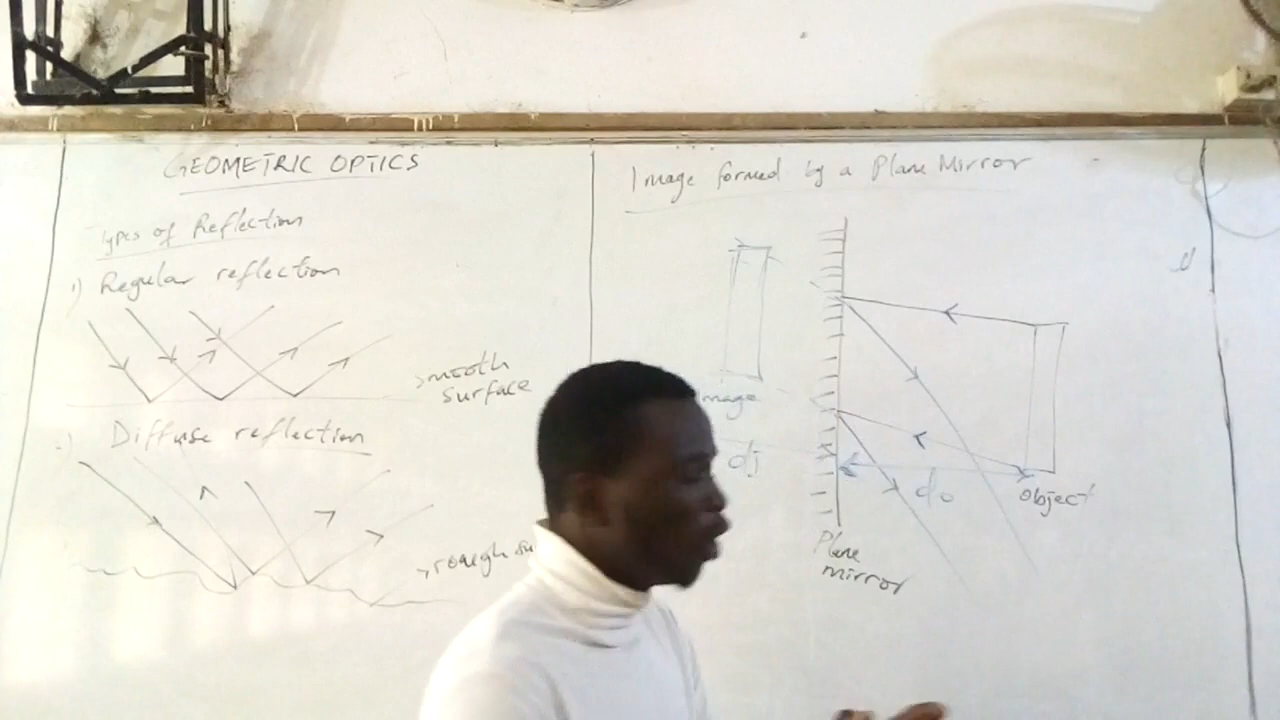 GEOMETRIC OPTICS
Types of Reflection
1) Regular reflection
smooth
surface
Diffuse reflection
rough su
Image formed by a Plane Mirror
Image
di
do
object
Plane
mirror